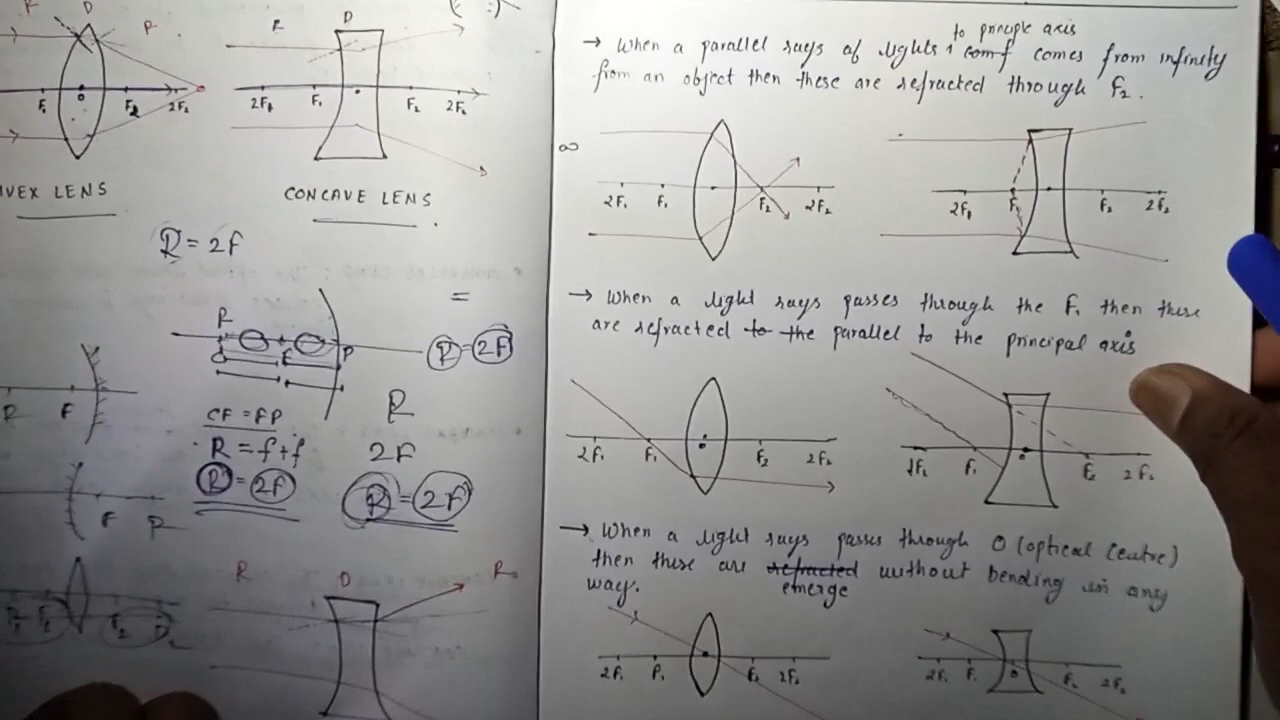 R D R
F₁ O F₂ 2F₂
LENS
R D
2F₁ F₁ F₂ 2F₂
CONCAVE LENS
R = 2F
=
R F P
R = 2F
CF = FP
R = f+f
R = 2F
R
2F
R = 2F
R F
F R
R D R
to principle axis
→ When a parallel rays of lights comes from infinity
from an object then these are refracted through F₂.
∞
2F₁ F₁ F₂ 2F₂
2F₁ F₁ F₂ 2F₂
→ When a light rays passes through the F₁ then these
are refracted to the parallel to the principal axis
2F₁ F₁ O F₂ 2F₂
2F₁ F₁ O F₂ 2F₂
→ When a light rays passes through O (optical Centre)
then these are refracted without bending in any
way. emerge
2F₁ F₁ F₂ 2F₂
2F₁ F₁ O F₂ 2F₂